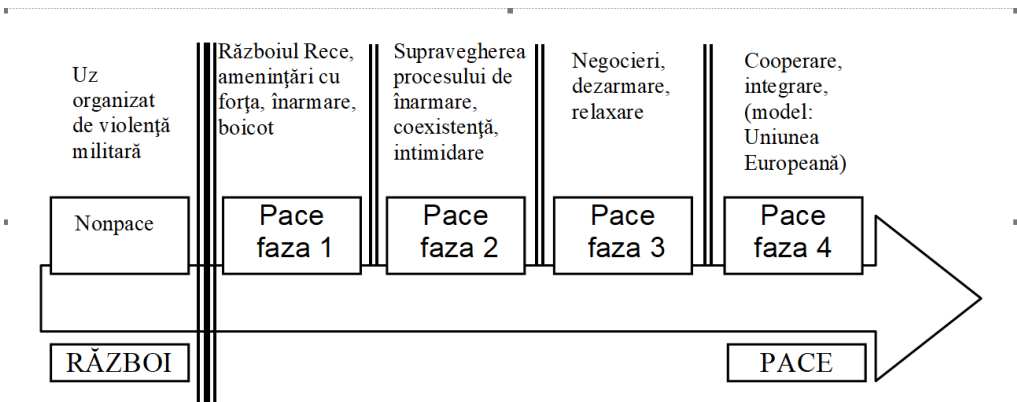 Uz
organizat
de violenţă
militară
Războiul Rece,
ameninţări cu
forţa, înarmare,
boicot
Supravegherea
procesului de
înarmare,
coexistenţă,
intimidare
Negocieri,
dezarmare,
relaxare
Cooperare,
integrare,
(model:
Uniunea
Europeană)
Nonpace
Pace
faza 1
Pace
faza 2
Pace
faza 3
Pace
faza 4
RĂZBOI
PACE